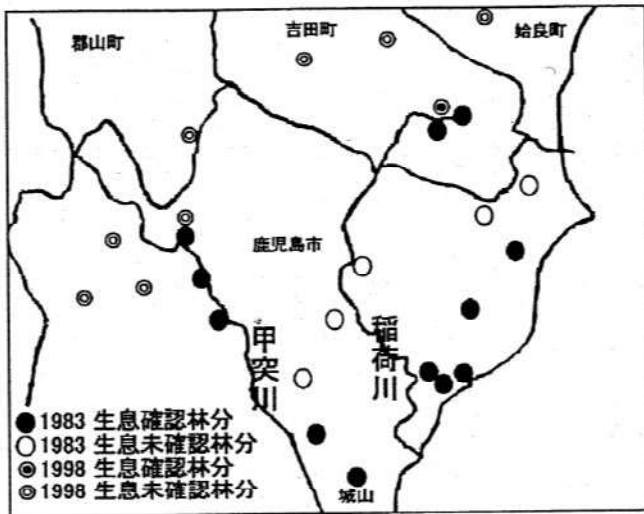 郡山町
吉田町
姶良町
鹿児島市
甲突川
稲荷川
● 1983 生息確認林分
○ 1983 生息未確認林分
◉ 1998 生息確認林分
◎ 1998 生息未確認林分
城山